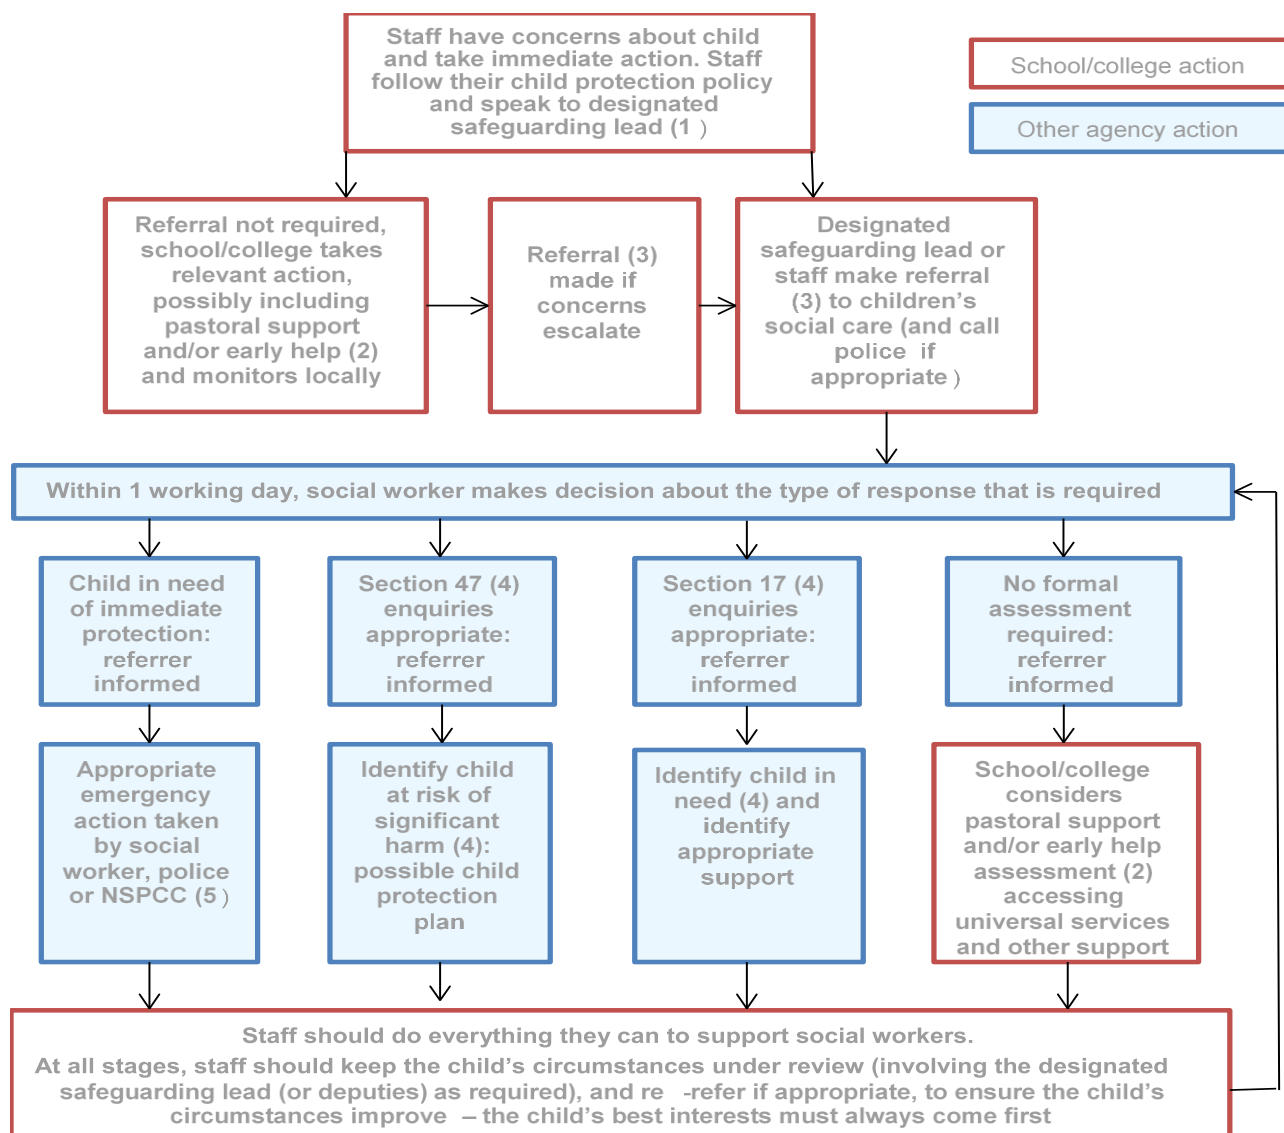 Staff have concerns about child
and take immediate action. Staff
follow their child protection policy
and speak to designated
safeguarding lead (1 )
School/college action
Other agency action
Referral not required,
school/college takes
relevant action,
possibly including
pastoral support
and/or early help (2)
and monitors locally
Referral (3)
made if
concerns
escalate
Designated
safeguarding lead or
staff make referral
(3) to children’s
social care (and call
police if
appropriate )
Within 1 working day, social worker makes decision about the type of response that is required
Child in need
of immediate
protection:
referrer
informed
Section 47 (4)
enquiries
appropriate:
referrer
informed
Section 17 (4)
enquiries
appropriate:
referrer
informed
No formal
assessment
required:
referrer
informed
Appropriate
emergency
action taken
by social
worker, police
or NSPCC (5 )
Identify child
at risk of
significant
harm (4):
possible child
protection
plan
Identify child in
need (4) and
identify
appropriate
support
School/college
considers
pastoral support
and/or early help
assessment (2)
accessing
universal services
and other support
Staff should do everything they can to support social workers.
At all stages, staff should keep the child’s circumstances under review (involving the designated
safeguarding lead (or deputies) as required), and re -refer if appropriate, to ensure the child’s
circumstances improve – the child’s best interests must always come first